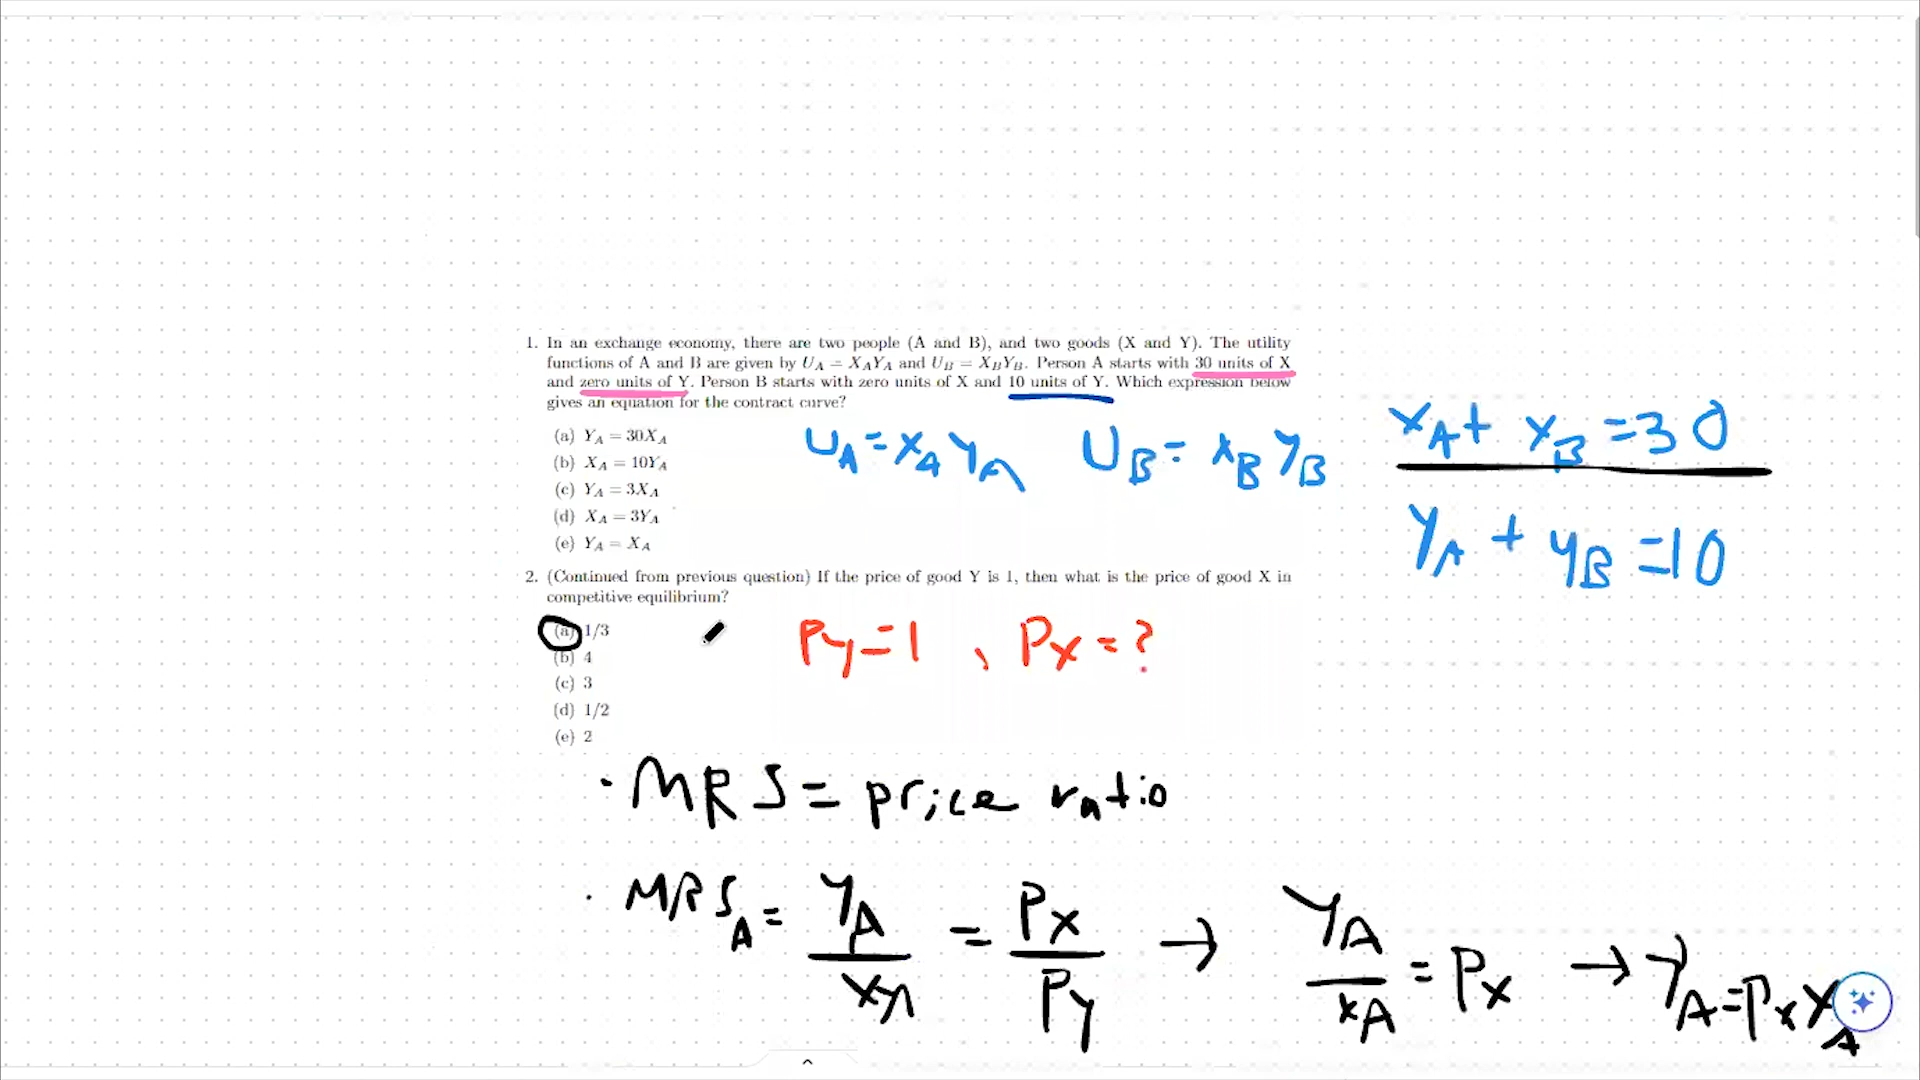 1. In an exchange economy, there are two people (A and B), and two goods (X and Y). The utility
functions of A and B are given by U_A = X_AY_A and U_B = X_BY_B. Person A starts with 30 units of X
and zero units of Y. Person B starts with zero units of X and 10 units of Y. Which expression below
gives an equation for the contract curve?
(a) Y_A = 30X_A
(b) X_A = 10Y_A
(c) Y_A = 3X_A
(d) X_A = 3Y_A
(e) Y_A = X_A
U_A = X_A Y_A U_B = X_B Y_B
X_A + X_B = 30
Y_A + Y_B = 10
2. (Continued from previous question) If the price of good Y is 1, then what is the price of good X in
competitive equilibrium?
(a) 1/3
(b) 4
(c) 3
(d) 1/2
(e) 2
Py = 1 , Px = ?
· MRS = price ratio
· MRS_A = Y_A / X_A = Px / Py → Y_A / X_A = Px → Y_A = Px X_A